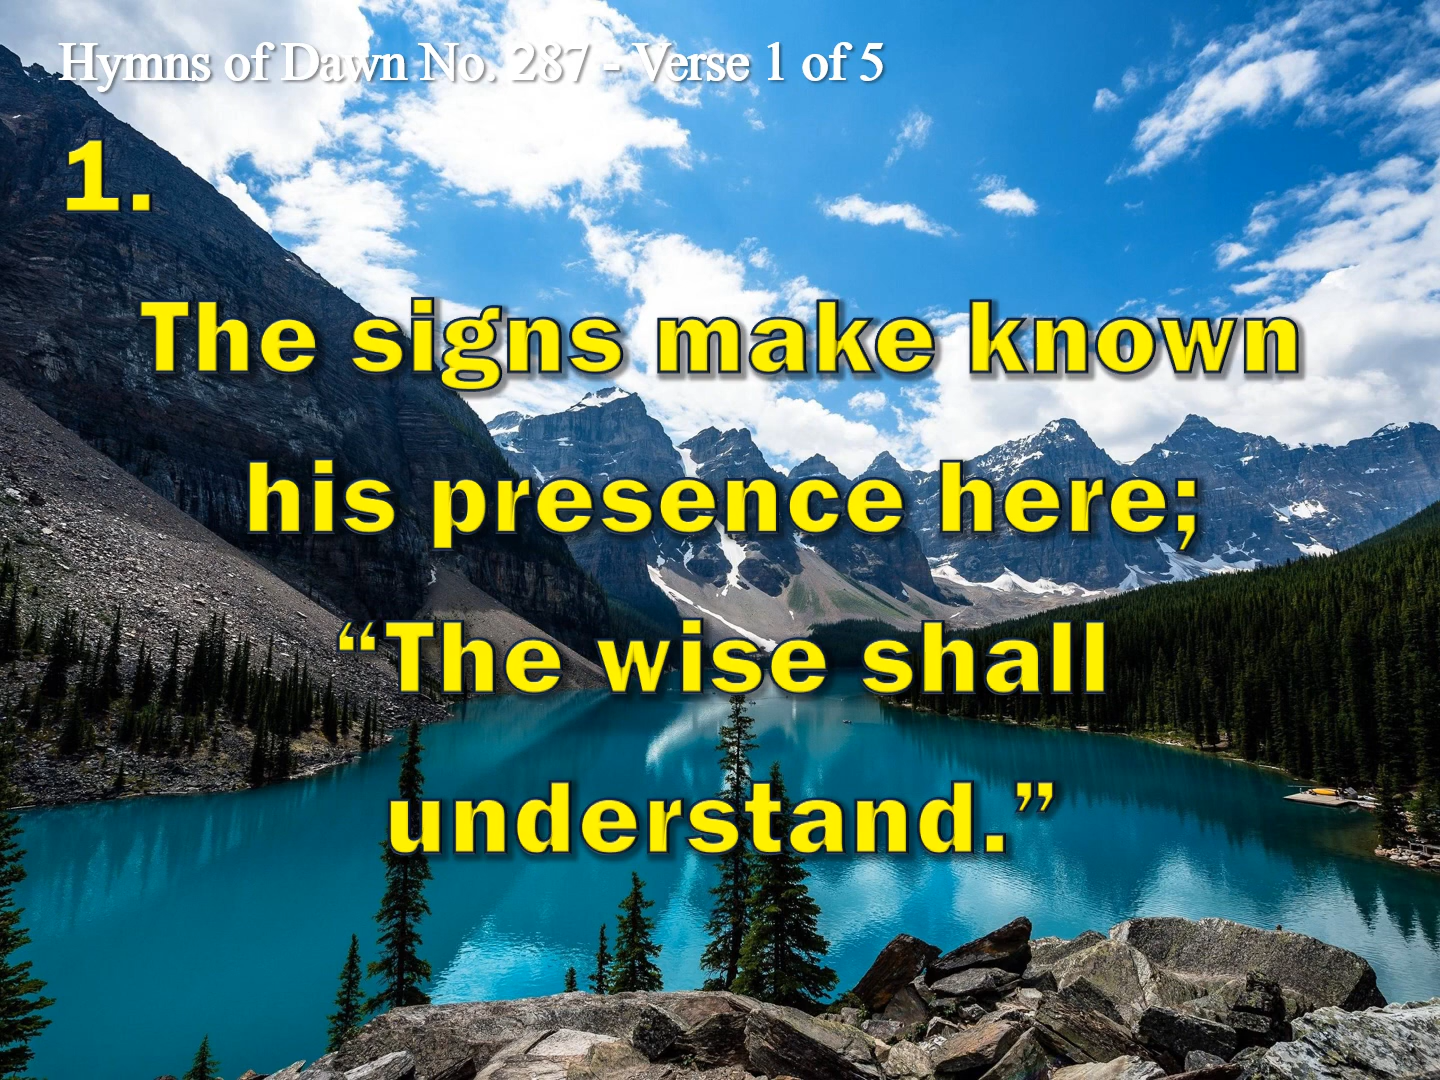 Hymns of Dawn No. 287 - Verse 1 of 5
1.
The signs make known
his presence here;
“The wise shall
understand.”